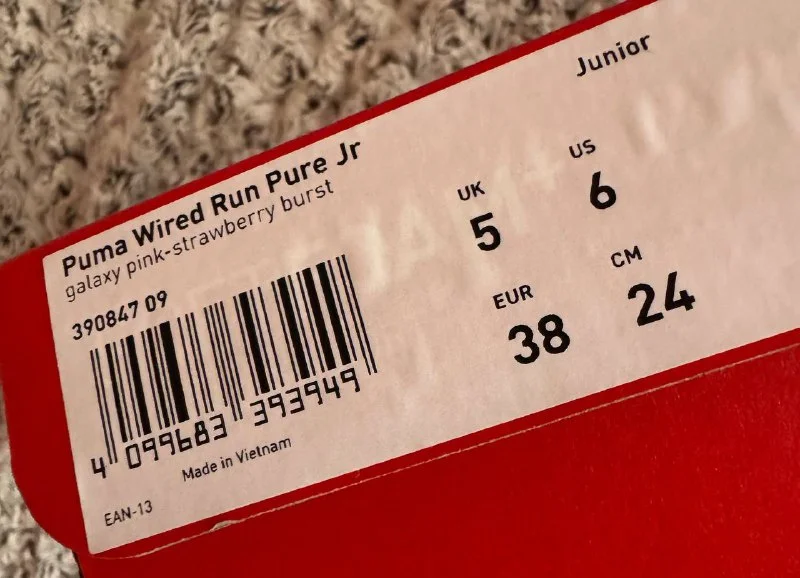 Junior
Puma Wired Run Pure Jr
galaxy pink-strawberry burst
390847 09
4 099683 393949
Made in Vietnam
EAN-13
UK
5
US
6
EUR
38
CM
24